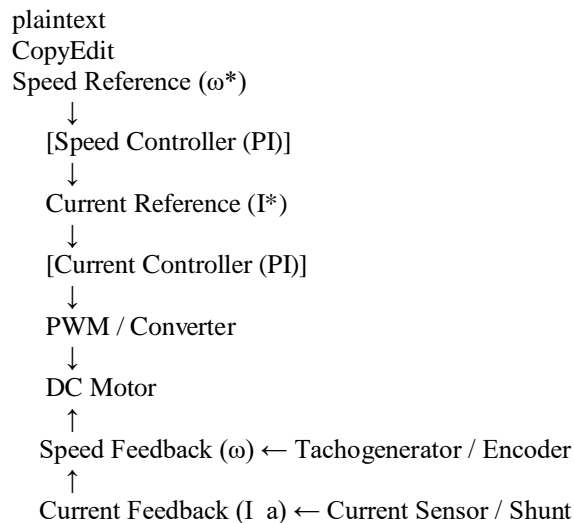 plaintext
CopyEdit
Speed Reference (ω*)
↓
[Speed Controller (PI)]
↓
Current Reference (I*)
↓
[Current Controller (PI)]
↓
PWM / Converter
↓
DC Motor
↑
Speed Feedback (ω) ← Tachogenerator / Encoder
↑
Current Feedback (I_a) ← Current Sensor / Shunt